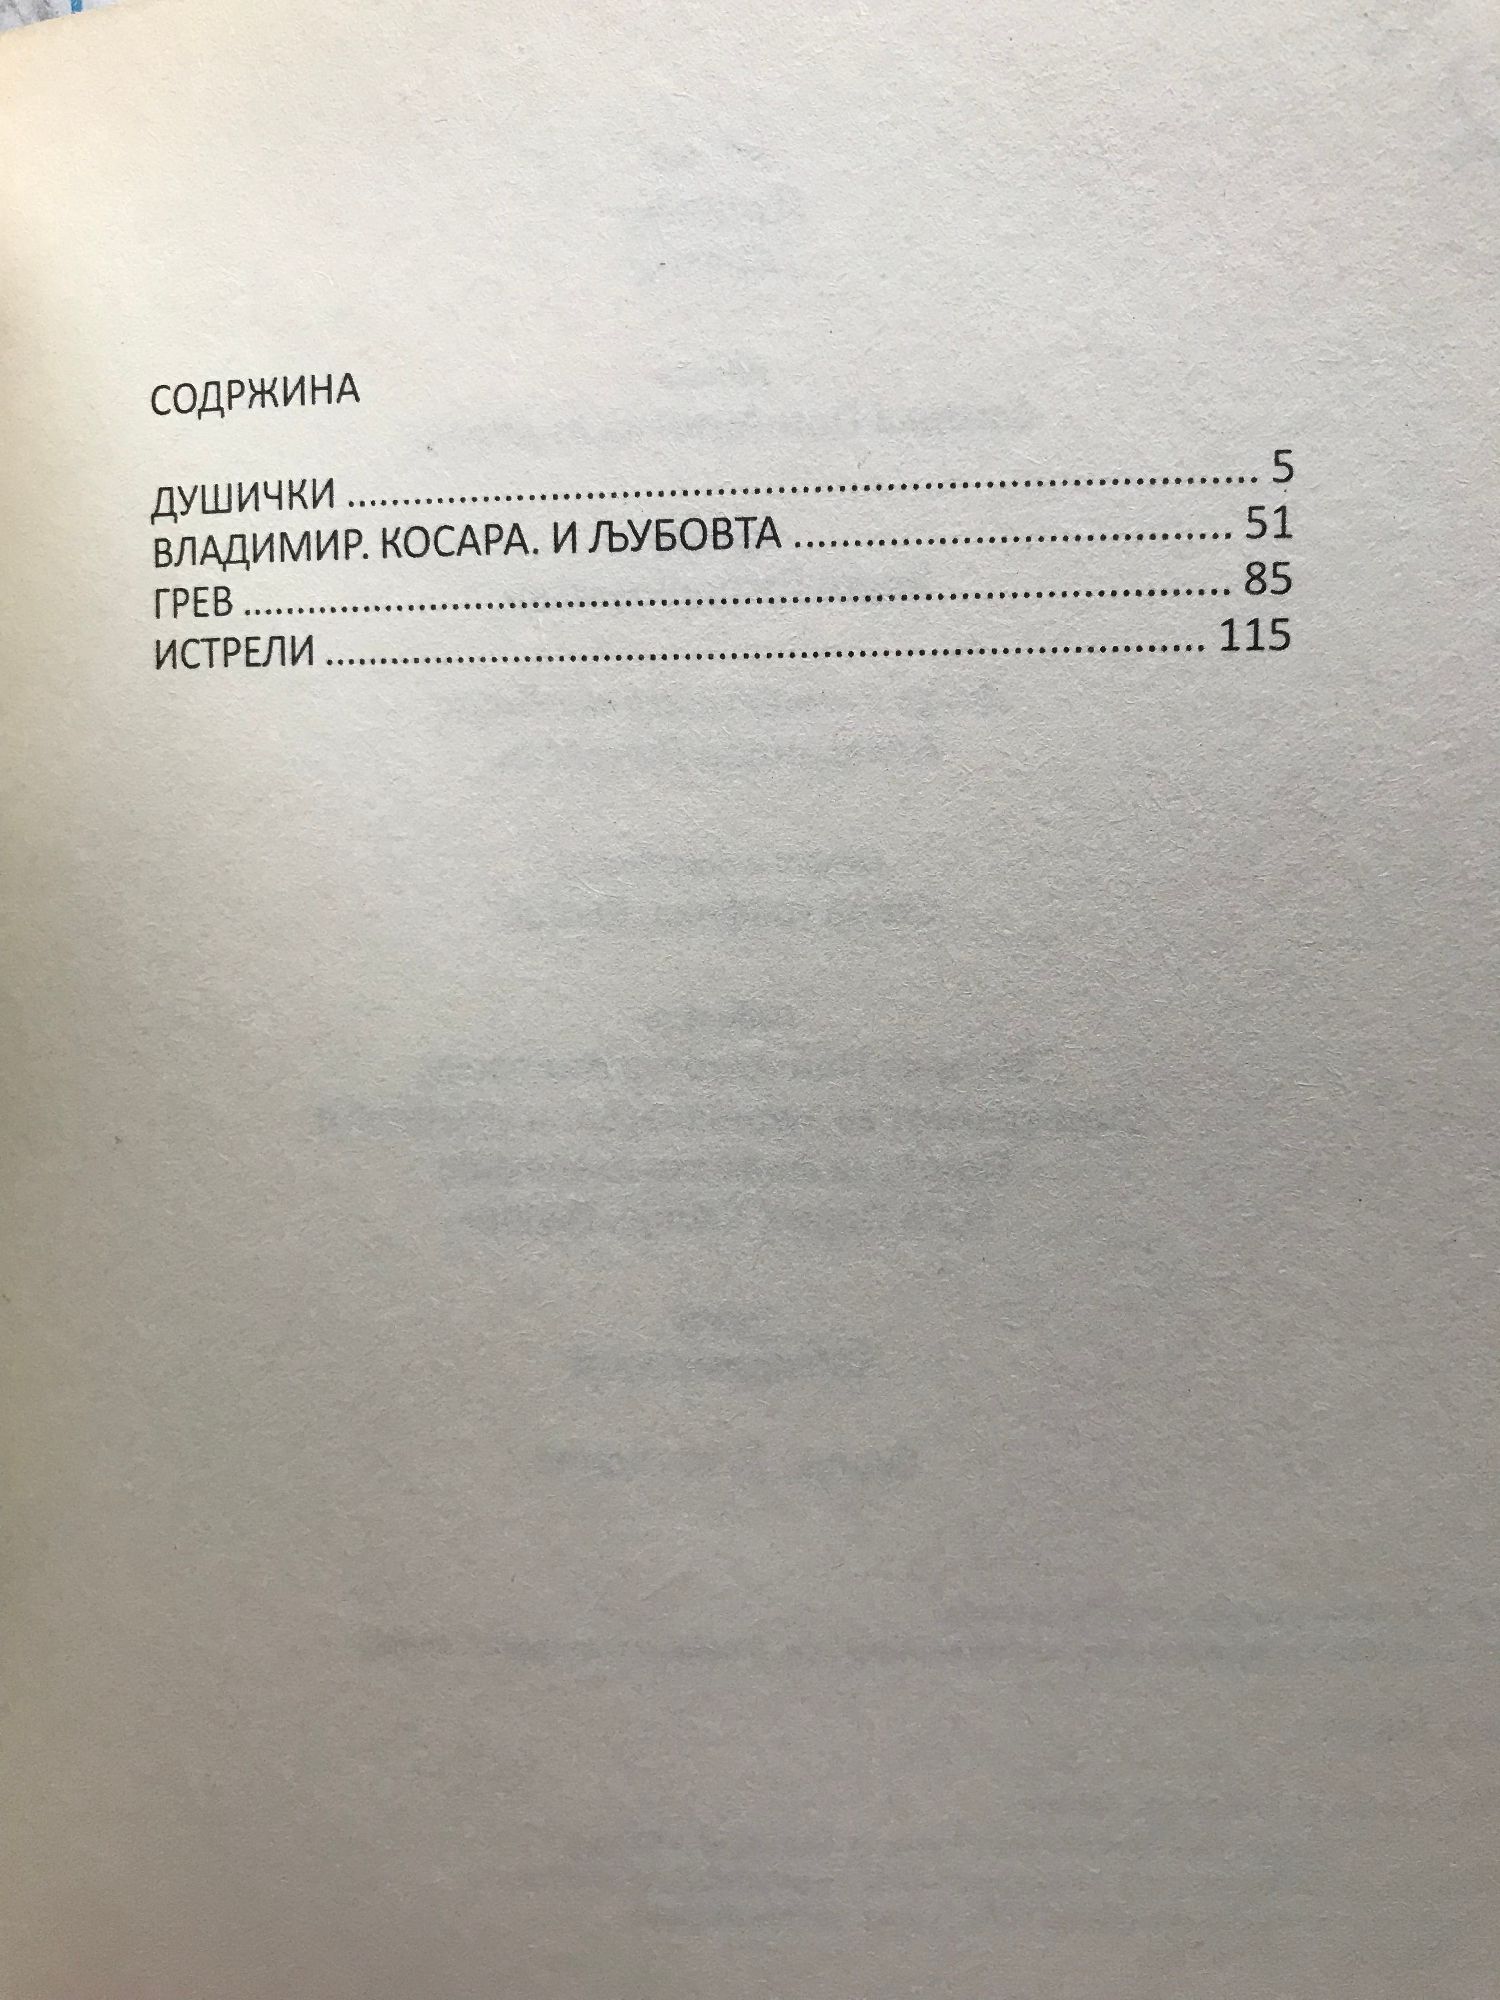 СОДРЖИНА
ДУШИЧКИ ........................................................................................ 5
ВЛАДИМИР. КОСАРА. И ЉУБОВТА ........................................ 51
ГРЕВ ................................................................................................ 85
ИСТРЕЛИ ...................................................................................... 115